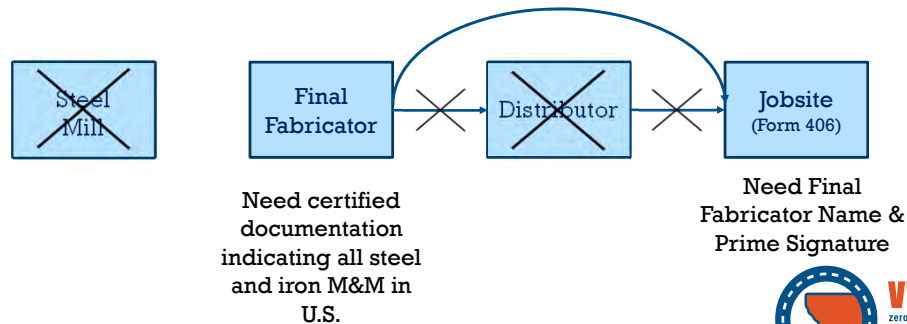 Steel
Mill
Final
Fabricator
Distributor
Jobsite
(Form 406)
Need certified
documentation
indicating all steel
and iron M&M in
U.S.
Need Final
Fabricator Name &
Prime Signature
zero